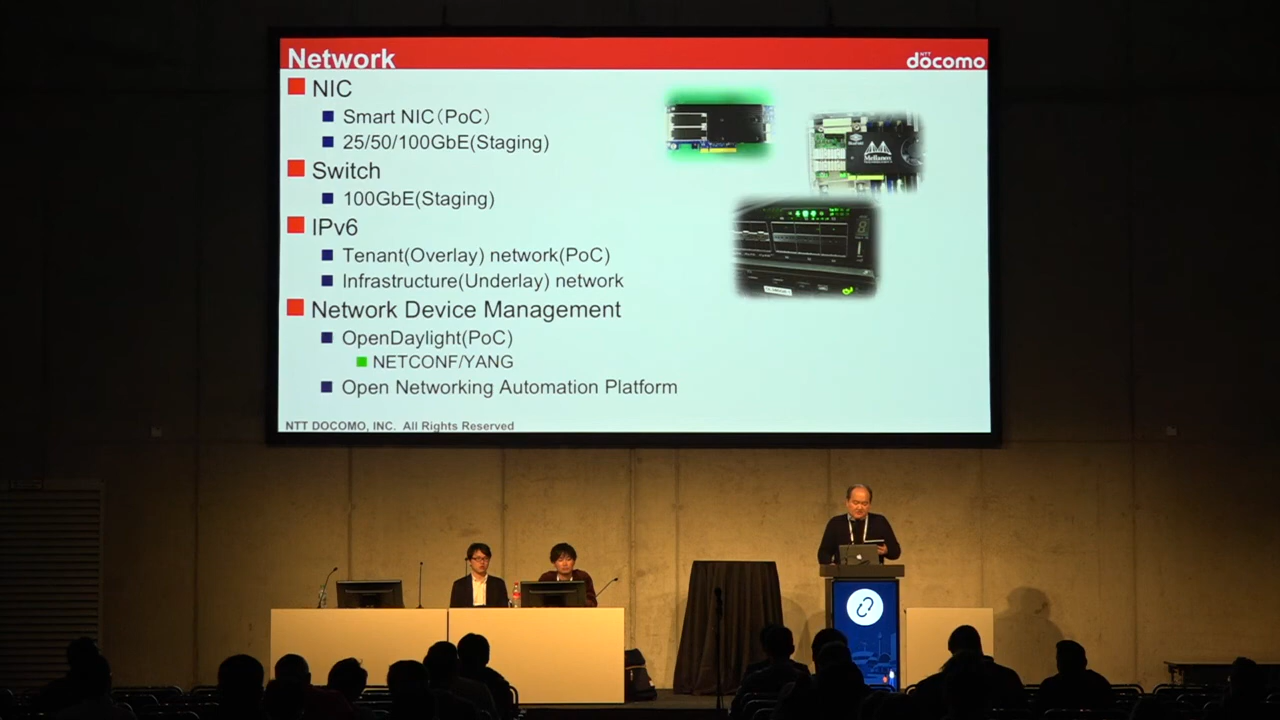 Network
NTT
docomo
NIC
Smart NIC(PoC)
25/50/100GbE(Staging)
Switch
100GbE(Staging)
IPv6
Tenant(Overlay) network(PoC)
Infrastructure(Underlay) network
Network Device Management
OpenDaylight(PoC)
NETCONF/YANG
Open Networking Automation Platform
NTT DOCOMO, INC. All Rights Reserved
Mellanox